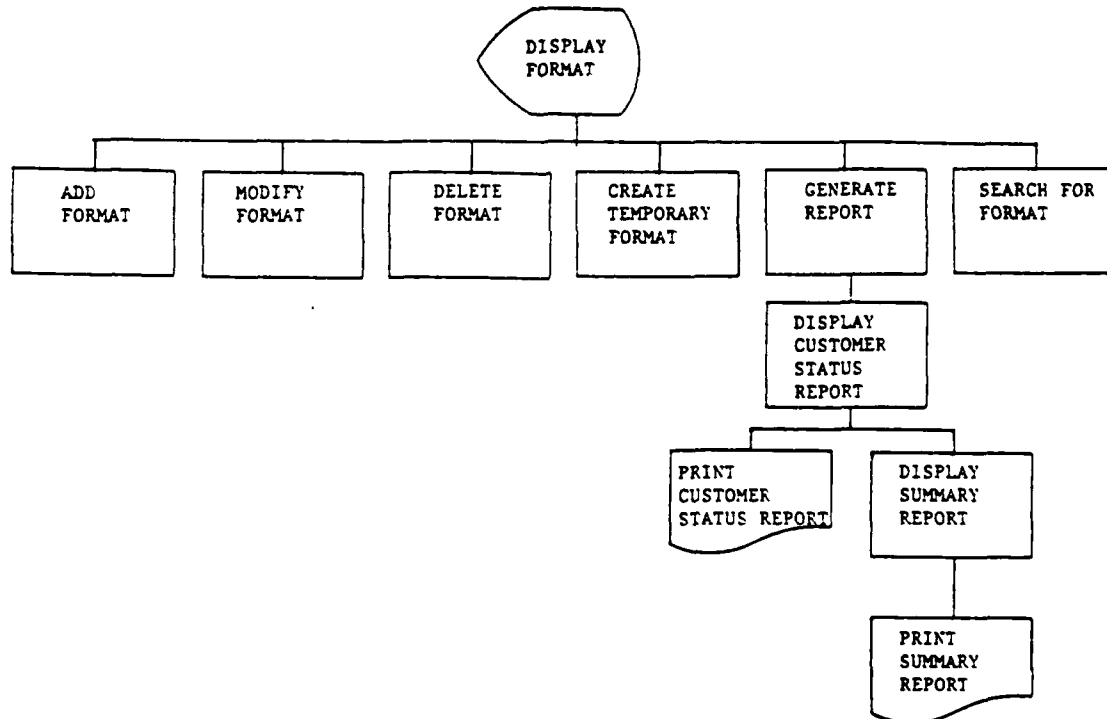 DISPLAY
FORMAT
ADD
FORMAT
MODIFY
FORMAT
DELETE
FORMAT
CREATE
TEMPORARY
FORMAT
GENERATE
REPORT
SEARCH FOR
FORMAT
DISPLAY
CUSTOMER
STATUS
REPORT
PRINT
CUSTOMER
STATUS REPORT
DISPLAY
SUMMARY
REPORT
PRINT
SUMMARY
REPORT